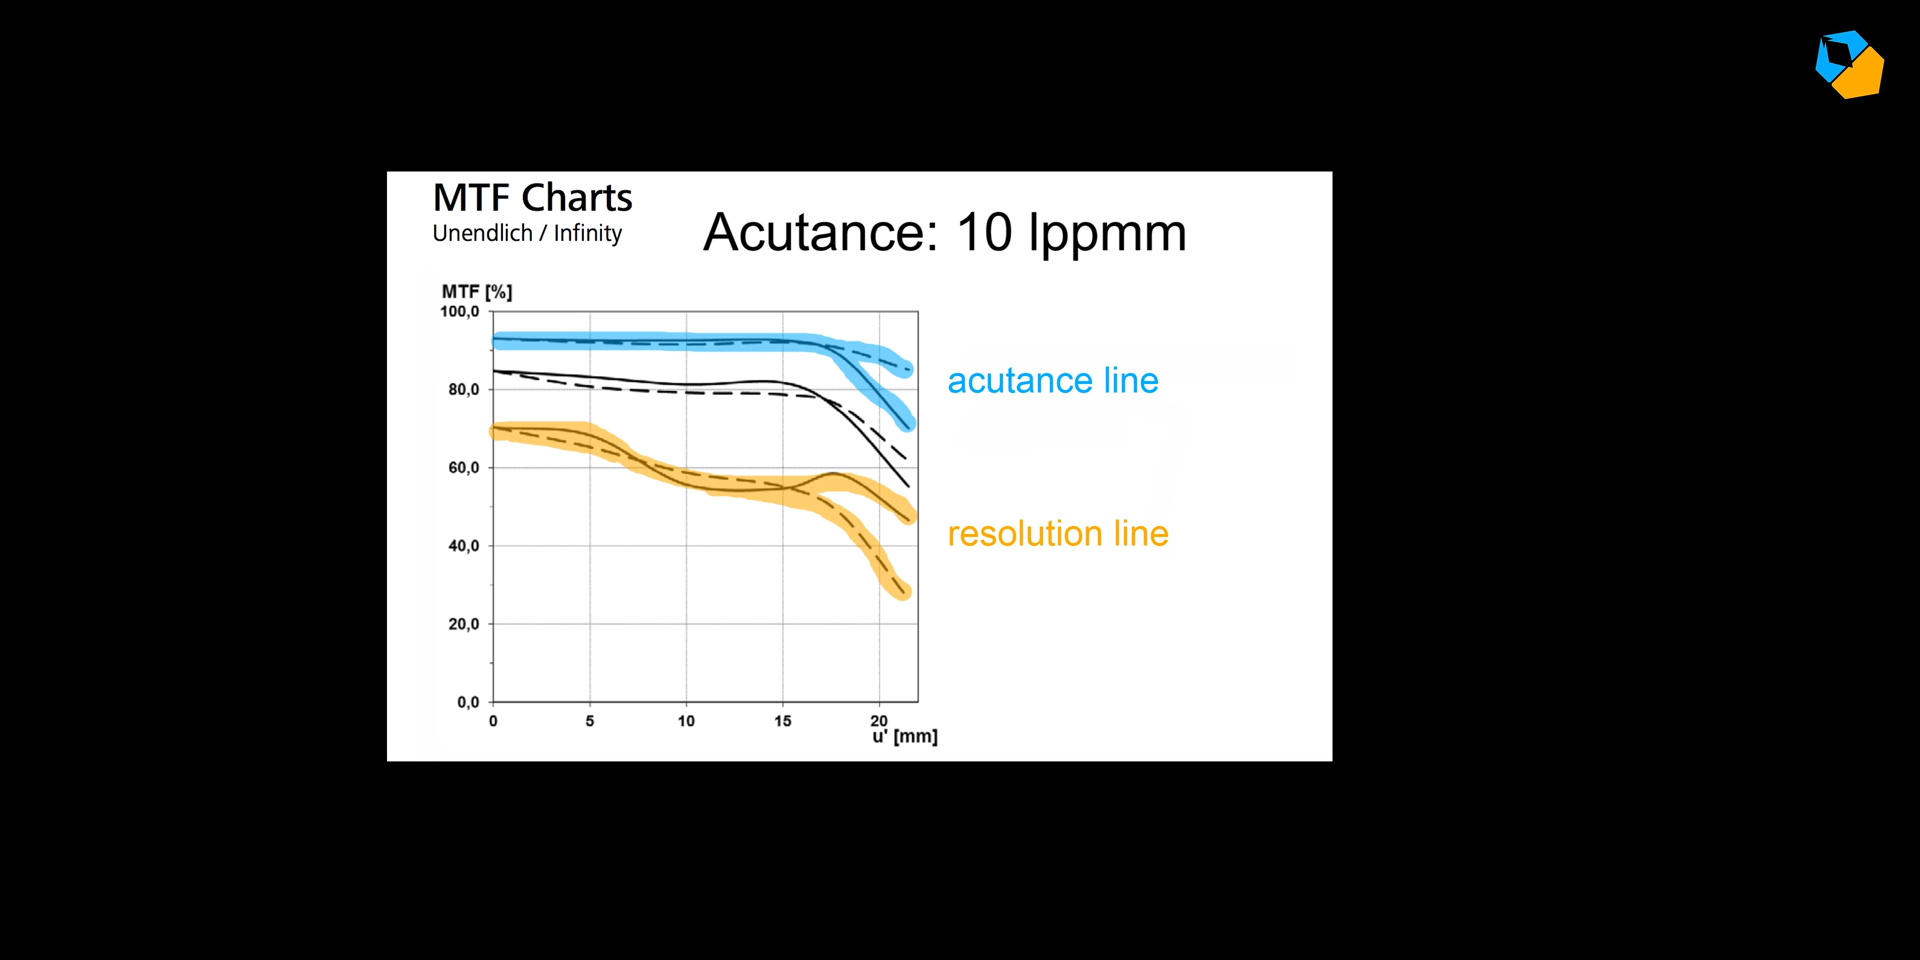 MTF Charts
Unendlich / Infinity
Acutance: 10 lppmm
MTF [%]
100,0
80,0
60,0
40,0
20,0
0,0
0 5 10 15 20
u' [mm]
acutance line
resolution line